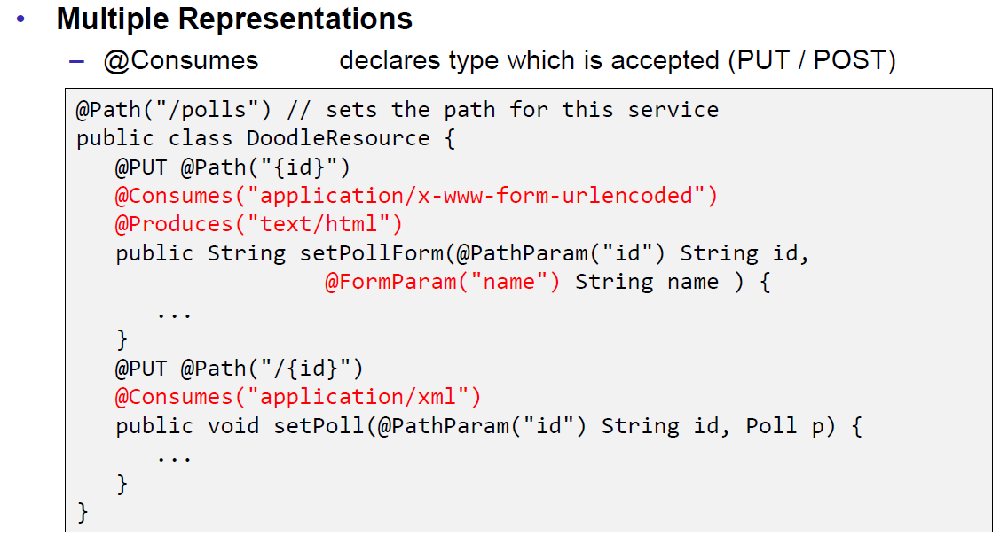 • Multiple Representations
– @Consumes declares type which is accepted (PUT / POST)
@Path("/polls") // sets the path for this service
public class DoodleResource {
@PUT @Path("{id}")
@Consumes("application/x-www-form-urlencoded")
@Produces("text/html")
public String setPollForm(@PathParam("id") String id,
@FormParam("name") String name ) {
...
}
@PUT @Path("/{id}")
@Consumes("application/xml")
public void setPoll(@PathParam("id") String id, Poll p) {
...
}
}